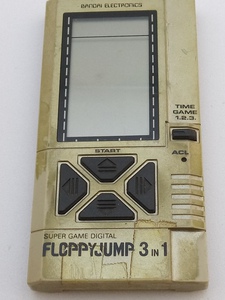 BANDAI ELECTRONICS
TIME
GAME
1.2.3.
START
ACL
SUPER GAME DIGITAL
FLOPPYJUMP 3 IN 1